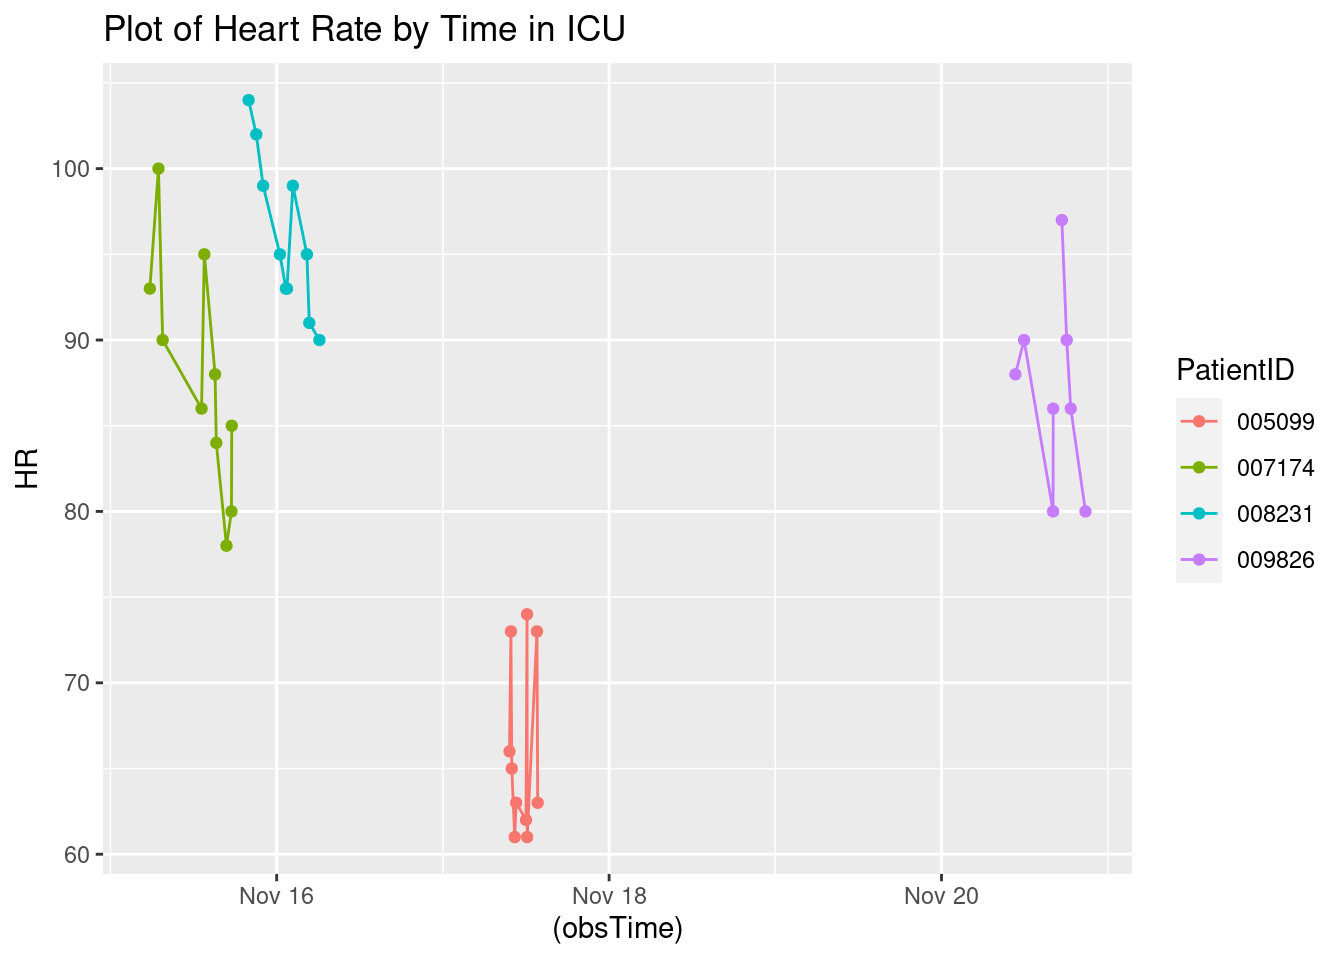 Plot of Heart Rate by Time in ICU
HR
100
90
80
70
60
Nov 16
Nov 18
Nov 20
(obsTime)
PatientID
005099
007174
008231
009826